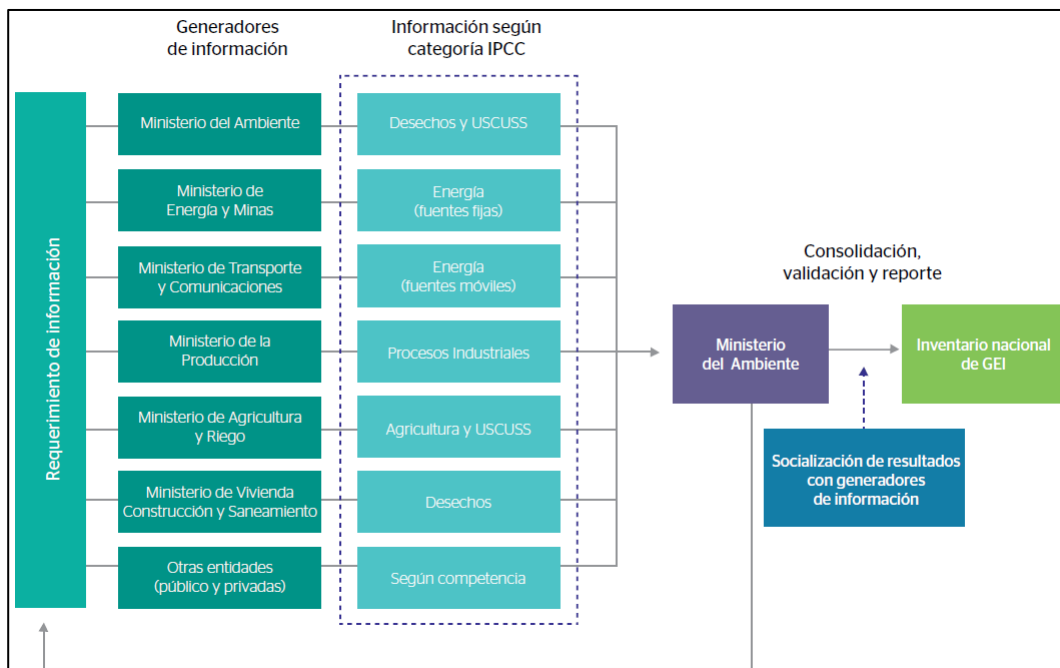 Generadores
de información
Información según
categoría IPCC
Requerimiento de información
Ministerio del Ambiente
Desechos y USCUSS
Ministerio de
Energía y Minas
Energía
(fuentes fijas)
Ministerio de Transporte
y Comunicaciones
Energía
(fuentes móviles)
Ministerio de la
Producción
Procesos Industriales
Ministerio de Agricultura
y Riego
Agricultura y USCUSS
Ministerio de Vivienda
Construcción y Saneamiento
Desechos
Otras entidades
(público y privadas)
Según competencia
Consolidación,
validación y reporte
Ministerio
del Ambiente
Inventario nacional
de GEI
Socialización de resultados
con generadores
de información